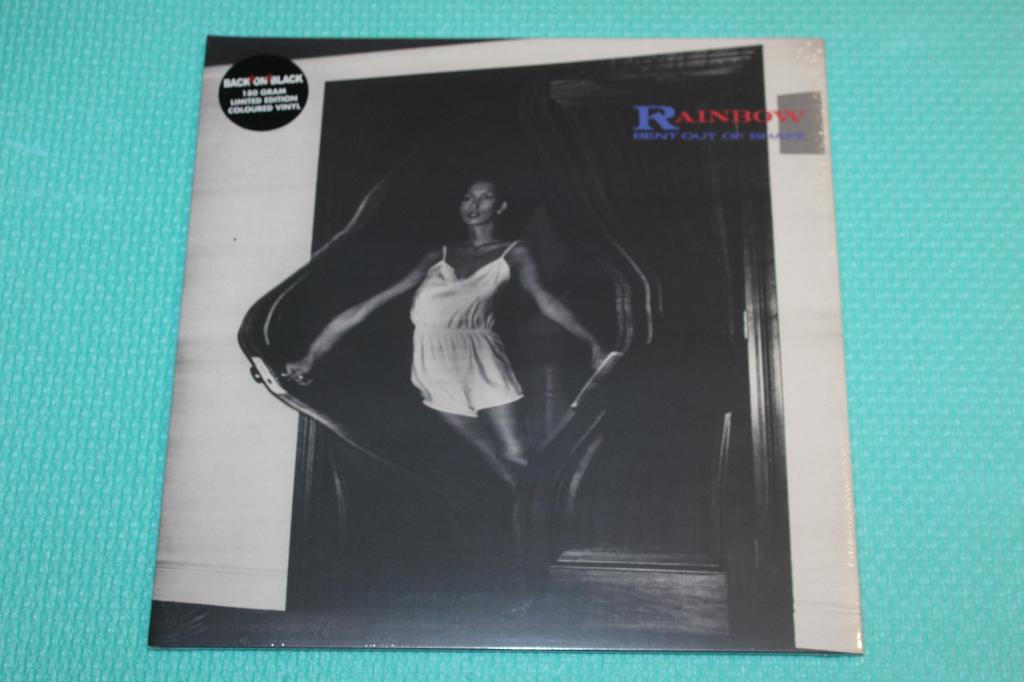 BACK ON BLACK
180 GRAM
LIMITED EDITION
COLOURED VINYL
RAINBOW
BENT OUT OF SHAPE